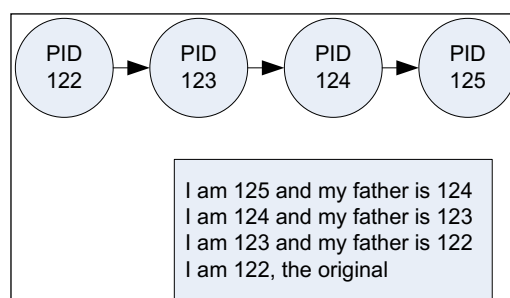 PID
122
PID
123
PID
124
PID
125
I am 125 and my father is 124
I am 124 and my father is 123
I am 123 and my father is 122
I am 122, the original